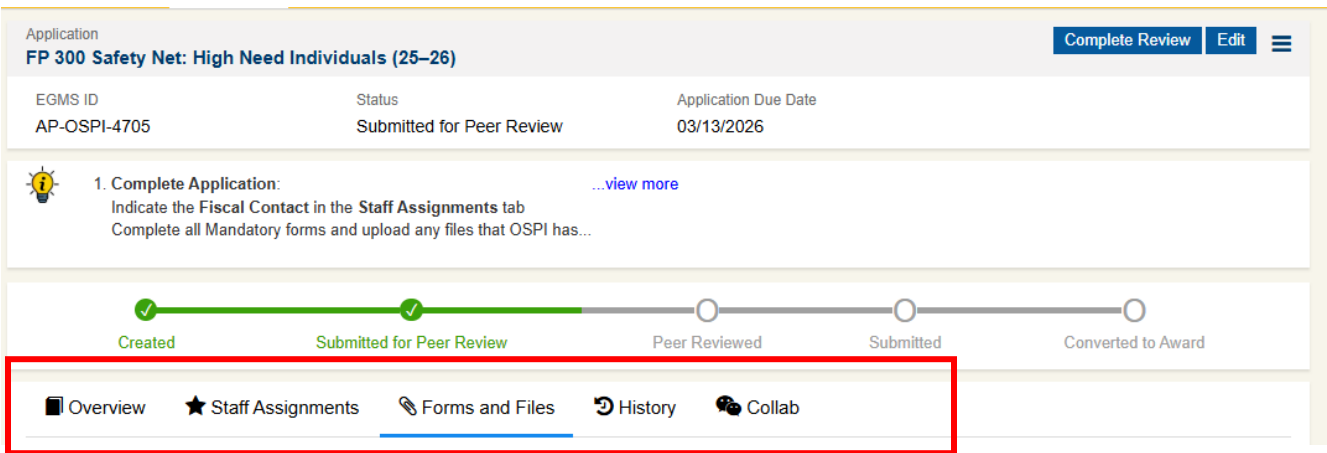 Application
FP 300 Safety Net: High Need Individuals (25–26)
Complete Review
Edit
EGMS ID
Status
Application Due Date
AP-OSPI-4705
Submitted for Peer Review
03/13/2026
1. Complete Application:
...view more
Indicate the Fiscal Contact in the Staff Assignments tab
Complete all Mandatory forms and upload any files that OSPI has...
Created
Submitted for Peer Review
Peer Reviewed
Submitted
Converted to Award
Overview
Staff Assignments
Forms and Files
History
Collab